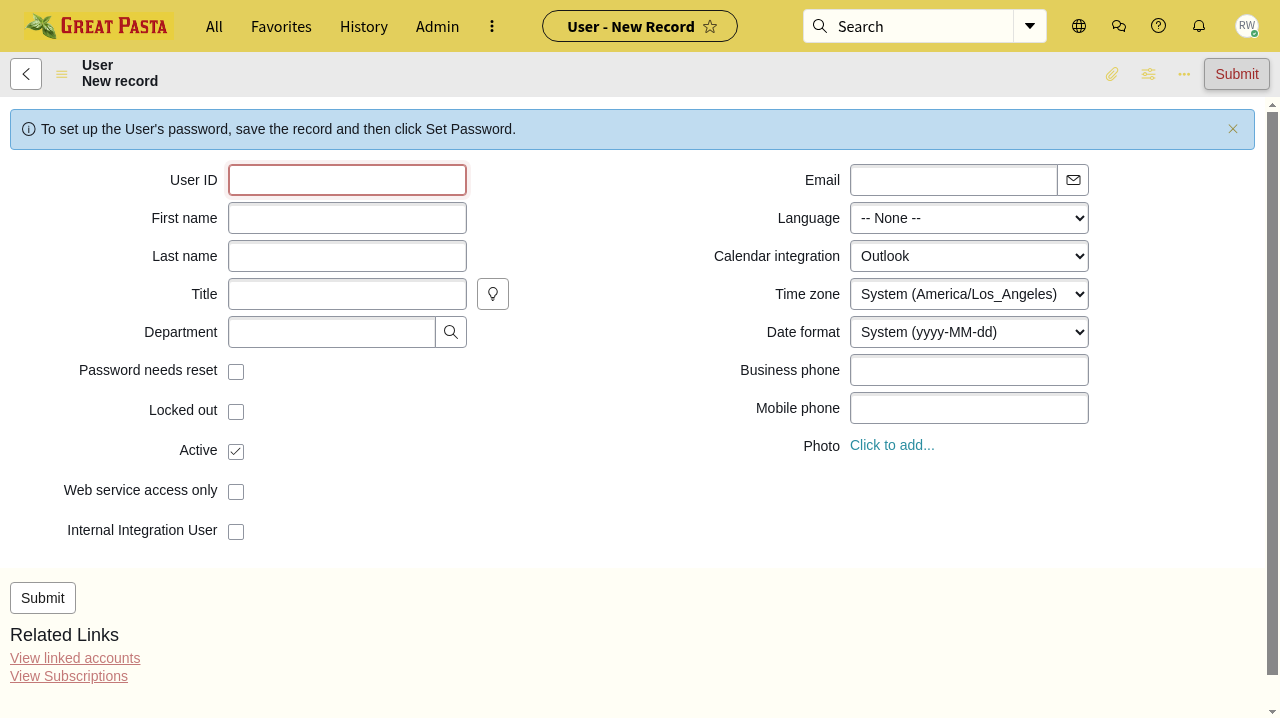 GREAT PASTA
All
Favorites
History
Admin
User - New Record
Search
RW
User
New record
Submit
To set up the User's password, save the record and then click Set Password.
User ID
First name
Last name
Title
Department
Password needs reset
Locked out
Active
Web service access only
Internal Integration User
Email
Language
-- None --
Calendar integration
Outlook
Time zone
System (America/Los_Angeles)
Date format
System (yyyy-MM-dd)
Business phone
Mobile phone
Photo
Click to add...
Submit
Related Links
View linked accounts
View Subscriptions